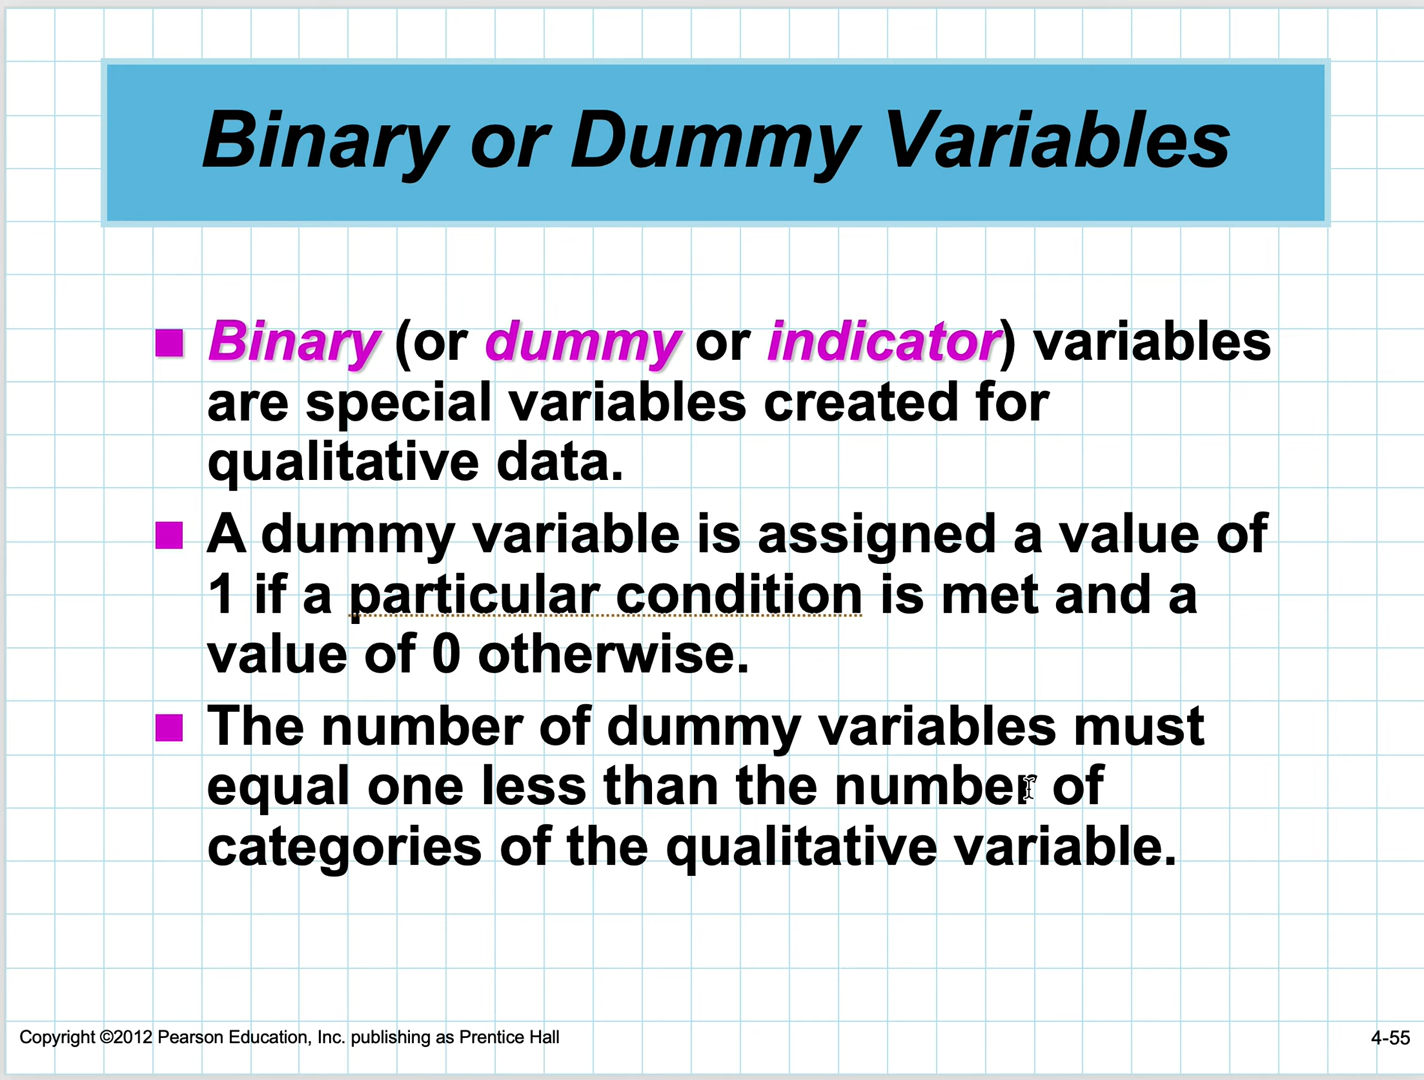 Binary or Dummy Variables
Binary (or dummy or indicator) variables
are special variables created for
qualitative data.
A dummy variable is assigned a value of
1 if a particular condition is met and a
value of 0 otherwise.
The number of dummy variables must
equal one less than the number of
categories of the qualitative variable.
Copyright ©2012 Pearson Education, Inc. publishing as Prentice Hall
4-55